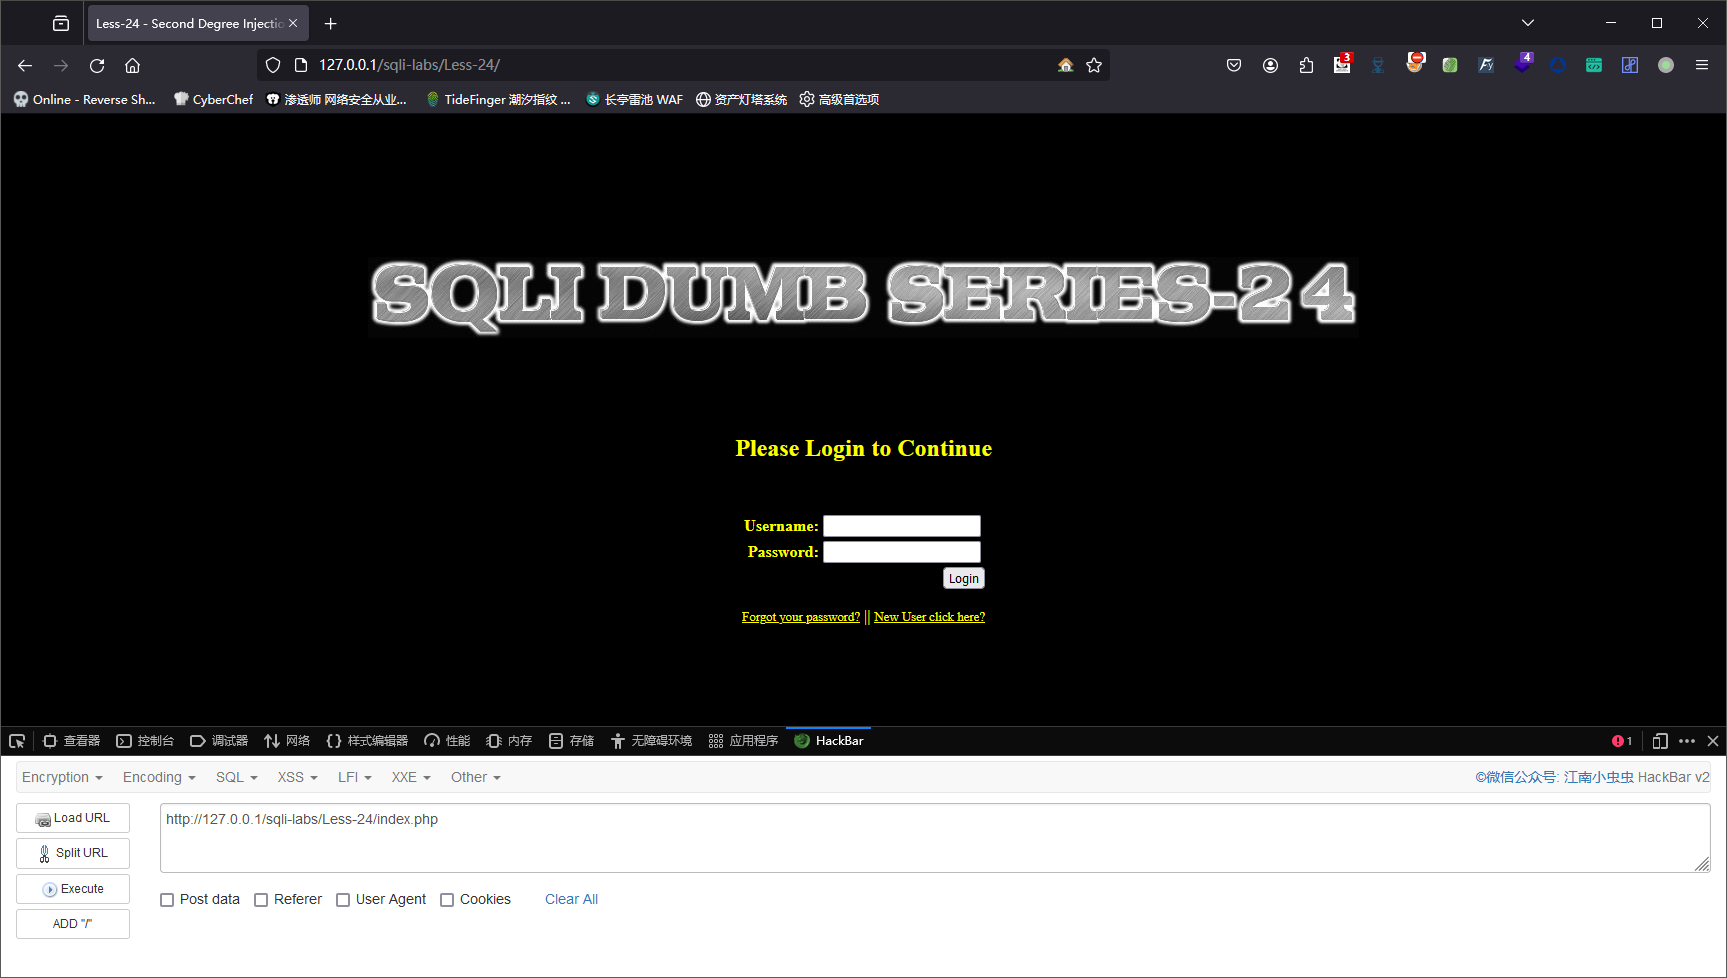 Less-24 - Second Degree Injectio
127.0.0.1/sqli-labs/Less-24/
3
4
Online - Reverse Sh...
CyberChef
渗透师 网络安全从业...
TideFinger 潮汐指纹 ...
长亭雷池 WAF
资产灯塔系统
高级首选项
SQLI DUMB SERIES-24
Please Login to Continue
Username:
Password:
Login
Forgot your password? || New User click here?
查看器 控制台 调试器 网络 样式编辑器 性能 内存 存储 无障碍环境 应用程序 HackBar 1
Encryption Encoding SQL XSS LFI XXE Other ©微信公众号: 江南小虫虫 HackBar v2
Load URL
http://127.0.0.1/sqli-labs/Less-24/index.php
Split URL
Execute
Post data Referer User Agent Cookies Clear All
ADD "/"